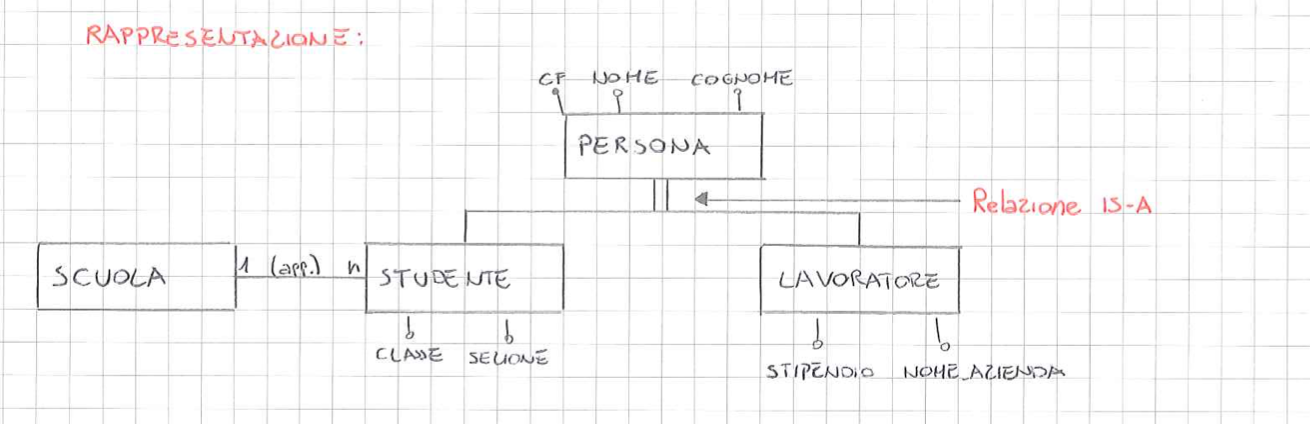 RAPPRESENTAZIONE:
CF NOME COGNOME
PERSONA
Relazione IS-A
SCUOLA 1 (app.) n STUDENTE LAVORATORE
CLASSE SEZIONE
STIPENDIO NOME_AZIENDA